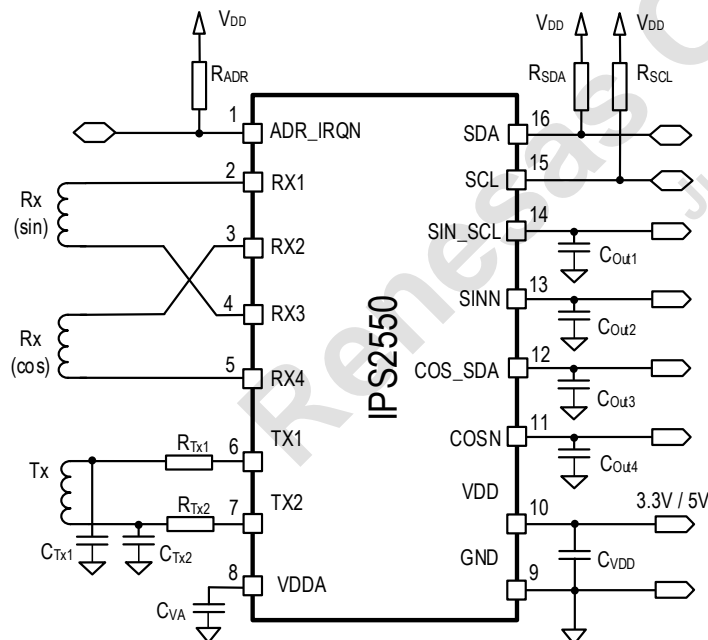 VDD
VDD
VDD
RADR
RSDA
RSCL
1
ADR_IRQN
SDA
16
2
RX1
SCL
15
Rx
(sin)
3
RX2
SIN_SCL
14
COut1
4
RX3
SINN
13
COut2
Rx
(cos)
5
RX4
COS_SDA
12
COut3
IPS2550
TX1
6
RTx1
COSN
11
COut4
Tx
TX2
7
RTx2
VDD
10
3.3V / 5V
CTx1
CTx2
CVDD
8
VDDA
GND
9
CVA
Renesas